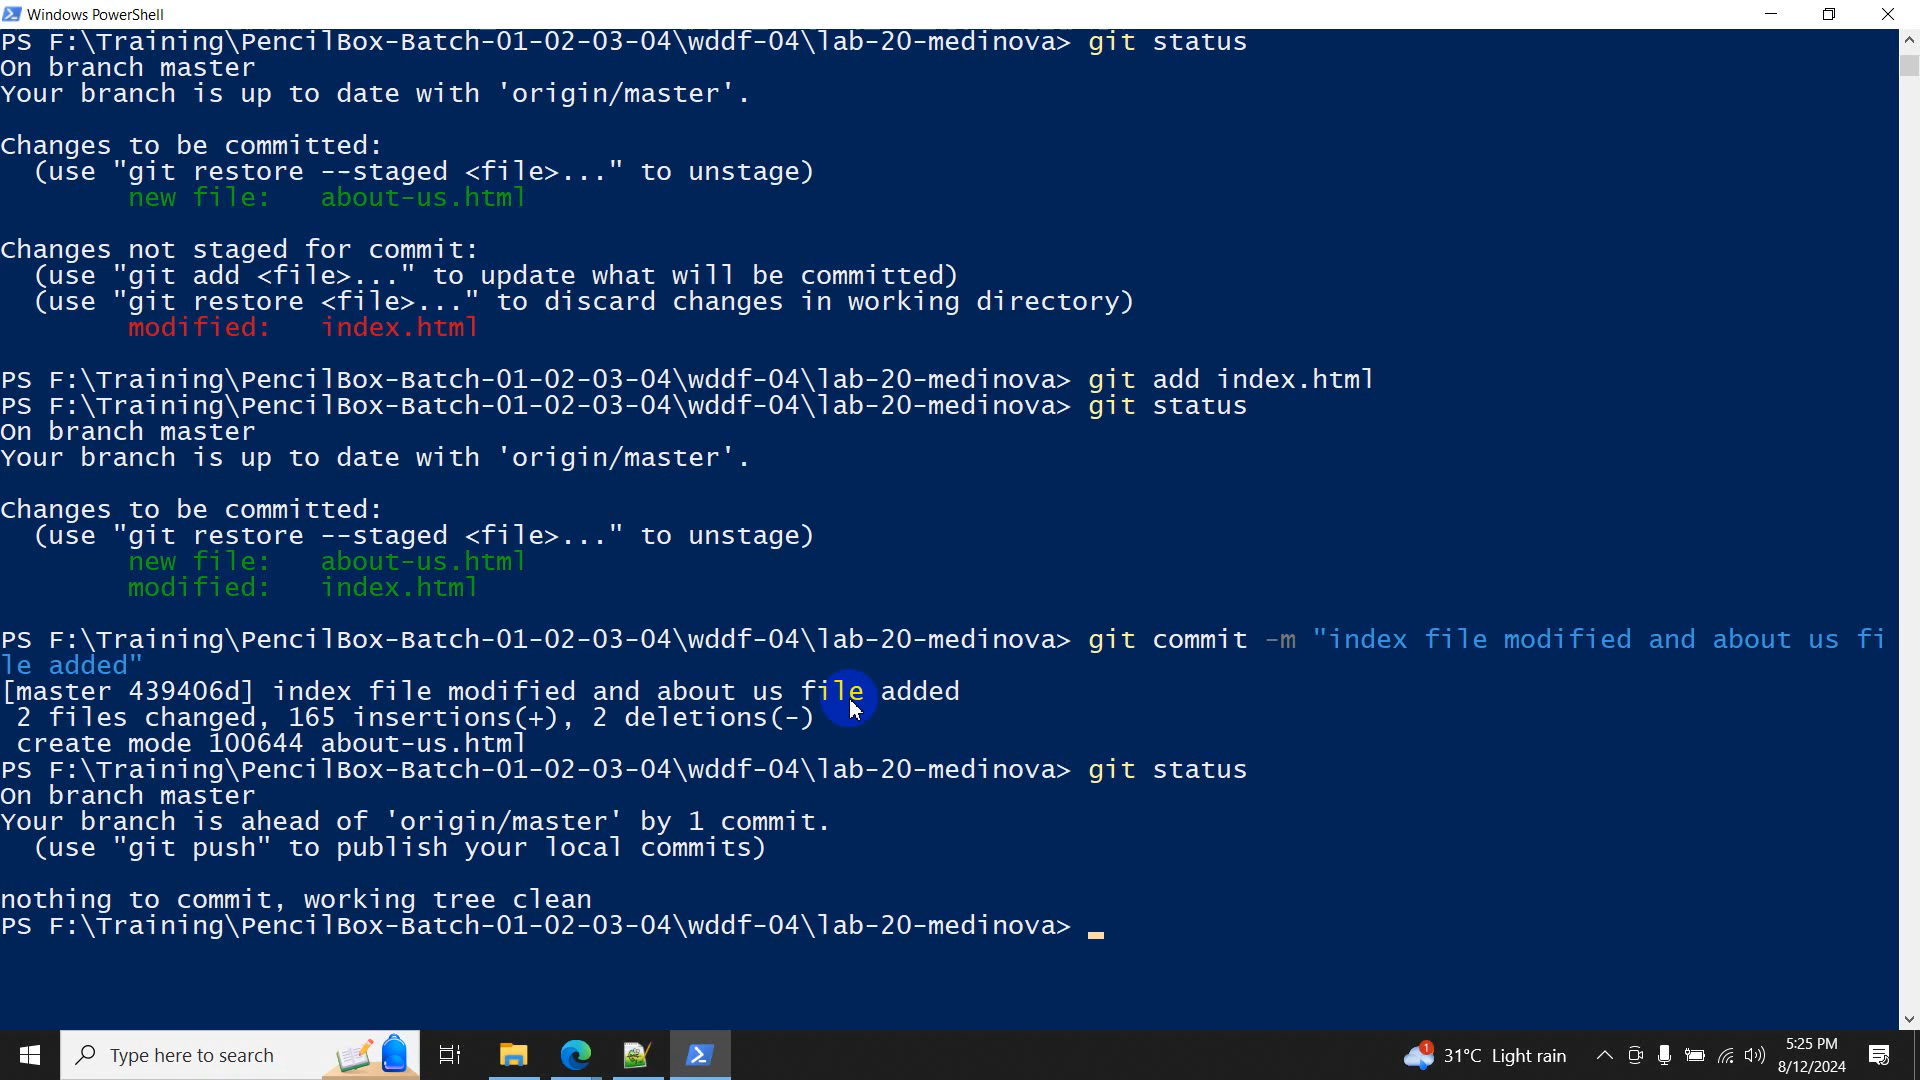 Windows PowerShell
PS F:\Training\PencilBox-Batch-01-02-03-04\wddf-04\lab-20-medinova> git status
On branch master
Your branch is up to date with 'origin/master'.
Changes to be committed:
  (use "git restore --staged <file>..." to unstage)
        new file:   about-us.html
Changes not staged for commit:
  (use "git add <file>..." to update what will be committed)
  (use "git restore <file>..." to discard changes in working directory)
        modified:   index.html
PS F:\Training\PencilBox-Batch-01-02-03-04\wddf-04\lab-20-medinova> git add index.html
PS F:\Training\PencilBox-Batch-01-02-03-04\wddf-04\lab-20-medinova> git status
On branch master
Your branch is up to date with 'origin/master'.
Changes to be committed:
  (use "git restore --staged <file>..." to unstage)
        new file:   about-us.html
        modified:   index.html
PS F:\Training\PencilBox-Batch-01-02-03-04\wddf-04\lab-20-medinova> git commit -m "index file modified and about us fi
le added"
[master 439406d] index file modified and about us file added
 2 files changed, 165 insertions(+), 2 deletions(-)
 create mode 100644 about-us.html
PS F:\Training\PencilBox-Batch-01-02-03-04\wddf-04\lab-20-medinova> git status
On branch master
Your branch is ahead of 'origin/master' by 1 commit.
  (use "git push" to publish your local commits)
nothing to commit, working tree clean
PS F:\Training\PencilBox-Batch-01-02-03-04\wddf-04\lab-20-medinova>
Type here to search
1
31°C Light rain
5:25 PM
8/12/2024